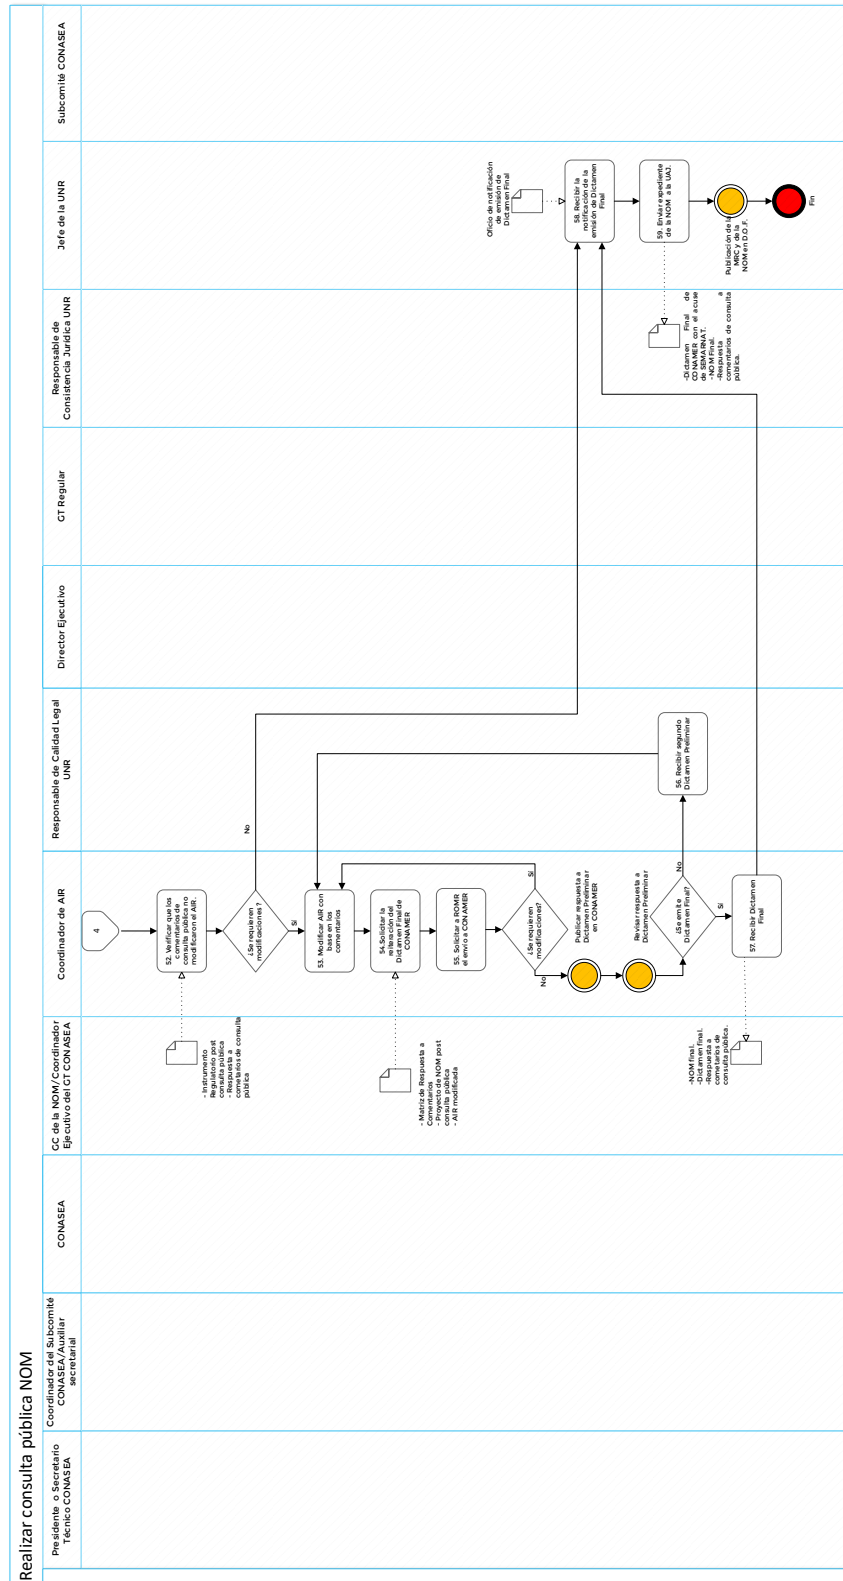 Realizar consulta pública NOM
Presidente o Secretario
Técnico CONASEA
Coordinador del Subcomité
CONASEA/Auxiliar
secretarial
CONASEA
GC de la NOM/Coordinador
Ejecutivo del GT CONASEA
Coordinador de AIR
Responsable de Calidad Legal
UNR
Director Ejecutivo
GT Regular
Responsable de
Consistencia Jurídica UNR
Jefe de la UNR
Subcomité CONASEA
4
52. Verificar que los
comentarios de
consulta pública no
modificaron el AIR.
- Instrumento
Regulatorio post
consulta pública
- Respuesta a
cometarios de consulta
pública
¿Se requieren
modificaciones ?
No
Si
53. Modificar AIR con
base en los
comentarios
54.Solicitar la
reiteración del
Dictamen Final de
CONAMER
- Matriz de Respuesta a
Comentarios
- Proyecto de NOM post
consulta pública
- AIR modificada
55. Solicitar a ROMR
el envío a CONAMER
¿Se requieren
modificaciones?
Sí
No
Publicar respuesta a
Dictamen Preliminar
en CONAMER
Revisar respuesta a
Dictamen Preliminar
¿Se emite
Dictamen Final?
No
Si
56. Recibir segundo
Dictamen Preliminar
57. Recibir Dictamen
Final
-NOM final.
-Dictamen final.
-Respuesta a
cometarios de
consulta pública.
Oficio de notificación
de emisión de
Dictamen Final
58. Recibir la
notificación de la
emisión de Dictamen
Final
59. Enviar expediente
de la NOM a la UAJ.
-Dictamen Final de
CONAMER con el acuse
de SEMARNAT.
-NOM Final.
-Respuesta a
comentarios de consulta
pública.
Publicación de la
MRC y de la
NOM en D.O.F.
Fin